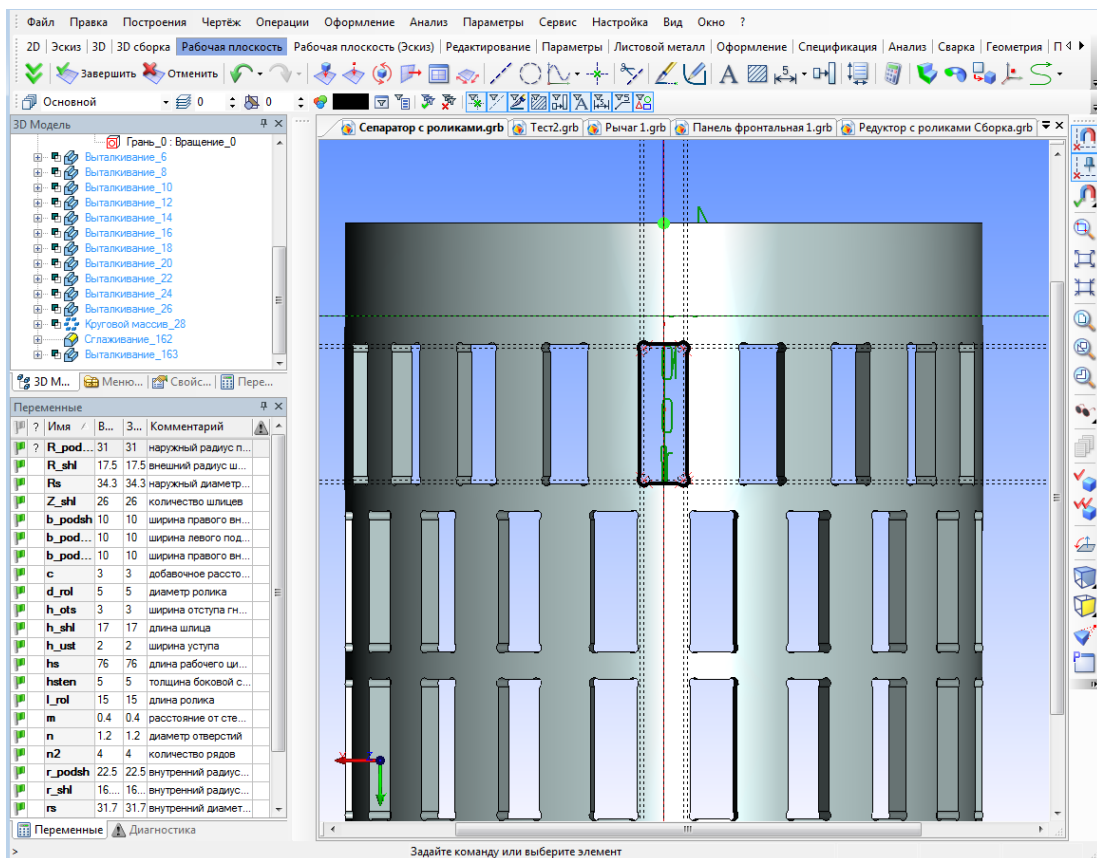 Файл Правка Построения Чертёж Операции Оформление Анализ Параметры Сервис Настройка Вид Окно ?
2D Эскиз 3D 3D сборка Рабочая плоскость Рабочая плоскость (Эскиз) Редактирование Параметры Листовой металл Оформление Спецификация Анализ Сварка Геометрия П
Завершить Отменить
Основной 0 0
3D Модель
Сепаратор с роликами.grb Тест2.grb Рычаг 1.grb Панель фронтальная 1.grb Редуктор с роликами Сборка.grb
Грань_0 : Вращение_0
Выталкивание_6
Выталкивание_8
Выталкивание_10
Выталкивание_12
Выталкивание_14
Выталкивание_16
Выталкивание_18
Выталкивание_20
Выталкивание_22
Выталкивание_24
Выталкивание_26
Круговой массив_28
Сглаживание_162
Выталкивание_163
3D М... Меню... Свойс... Пере...
Переменные
? Имя В... З... Комментарий
? R_pod... 31 31 наружный радиус п...
R_shl 17.5 17.5 внешний радиус ш...
Rs 34.3 34.3 наружный диаметр...
Z_shl 26 26 количество шлицев
b_podsh 10 10 ширина правого вн...
b_pod... 10 10 ширина левого под...
b_pod... 10 10 ширина правого вн...
c 3 3 добавочное рассто...
d_rol 5 5 диаметр ролика
h_ots 3 3 ширина отступа гн...
h_shl 17 17 длина шлица
h_ust 2 2 ширина уступа
hs 76 76 длина рабочего ци...
hsten 5 5 толщина боковой с...
l_rol 15 15 длина ролика
m 0.4 0.4 расстояние от сте...
n 1.2 1.2 диаметр отверстий
n2 4 4 количество рядов
r_podsh 22.5 22.5 внутренний радиус...
r_shl 16... 16... внутренний радиус...
rs 31.7 31.7 внутренний диамет...
Переменные Диагностика
> Задайте команду или выберите элемент